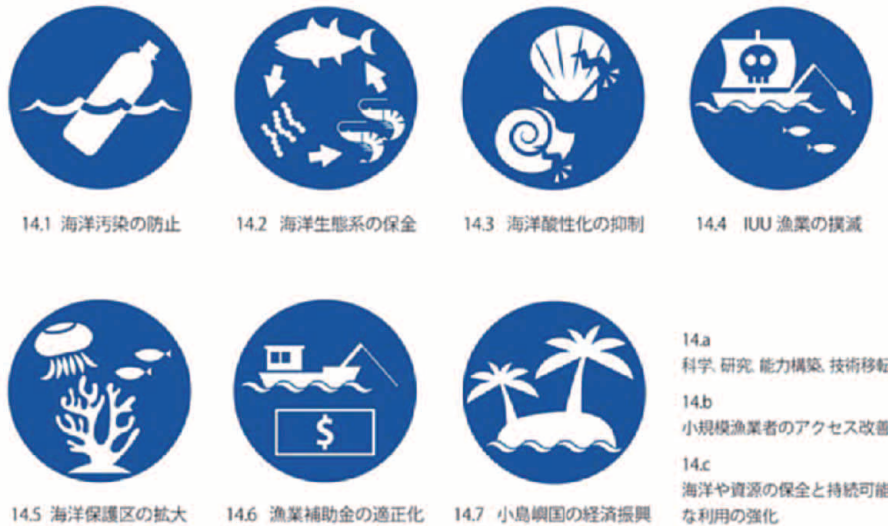 14.1 海洋汚染の防止
14.2 海洋生態系の保全
14.3 海洋酸性化の抑制
14.4 IUU 漁業の撲滅
$
14.5 海洋保護区の拡大
14.6 漁業補助金の適正化
14.7 小島嶼国の経済振興
14.a
科学, 研究, 能力構築, 技術移転
14.b
小規模漁業者のアクセス改善
14.c
海洋や資源の保全と持続可能
な利用の強化